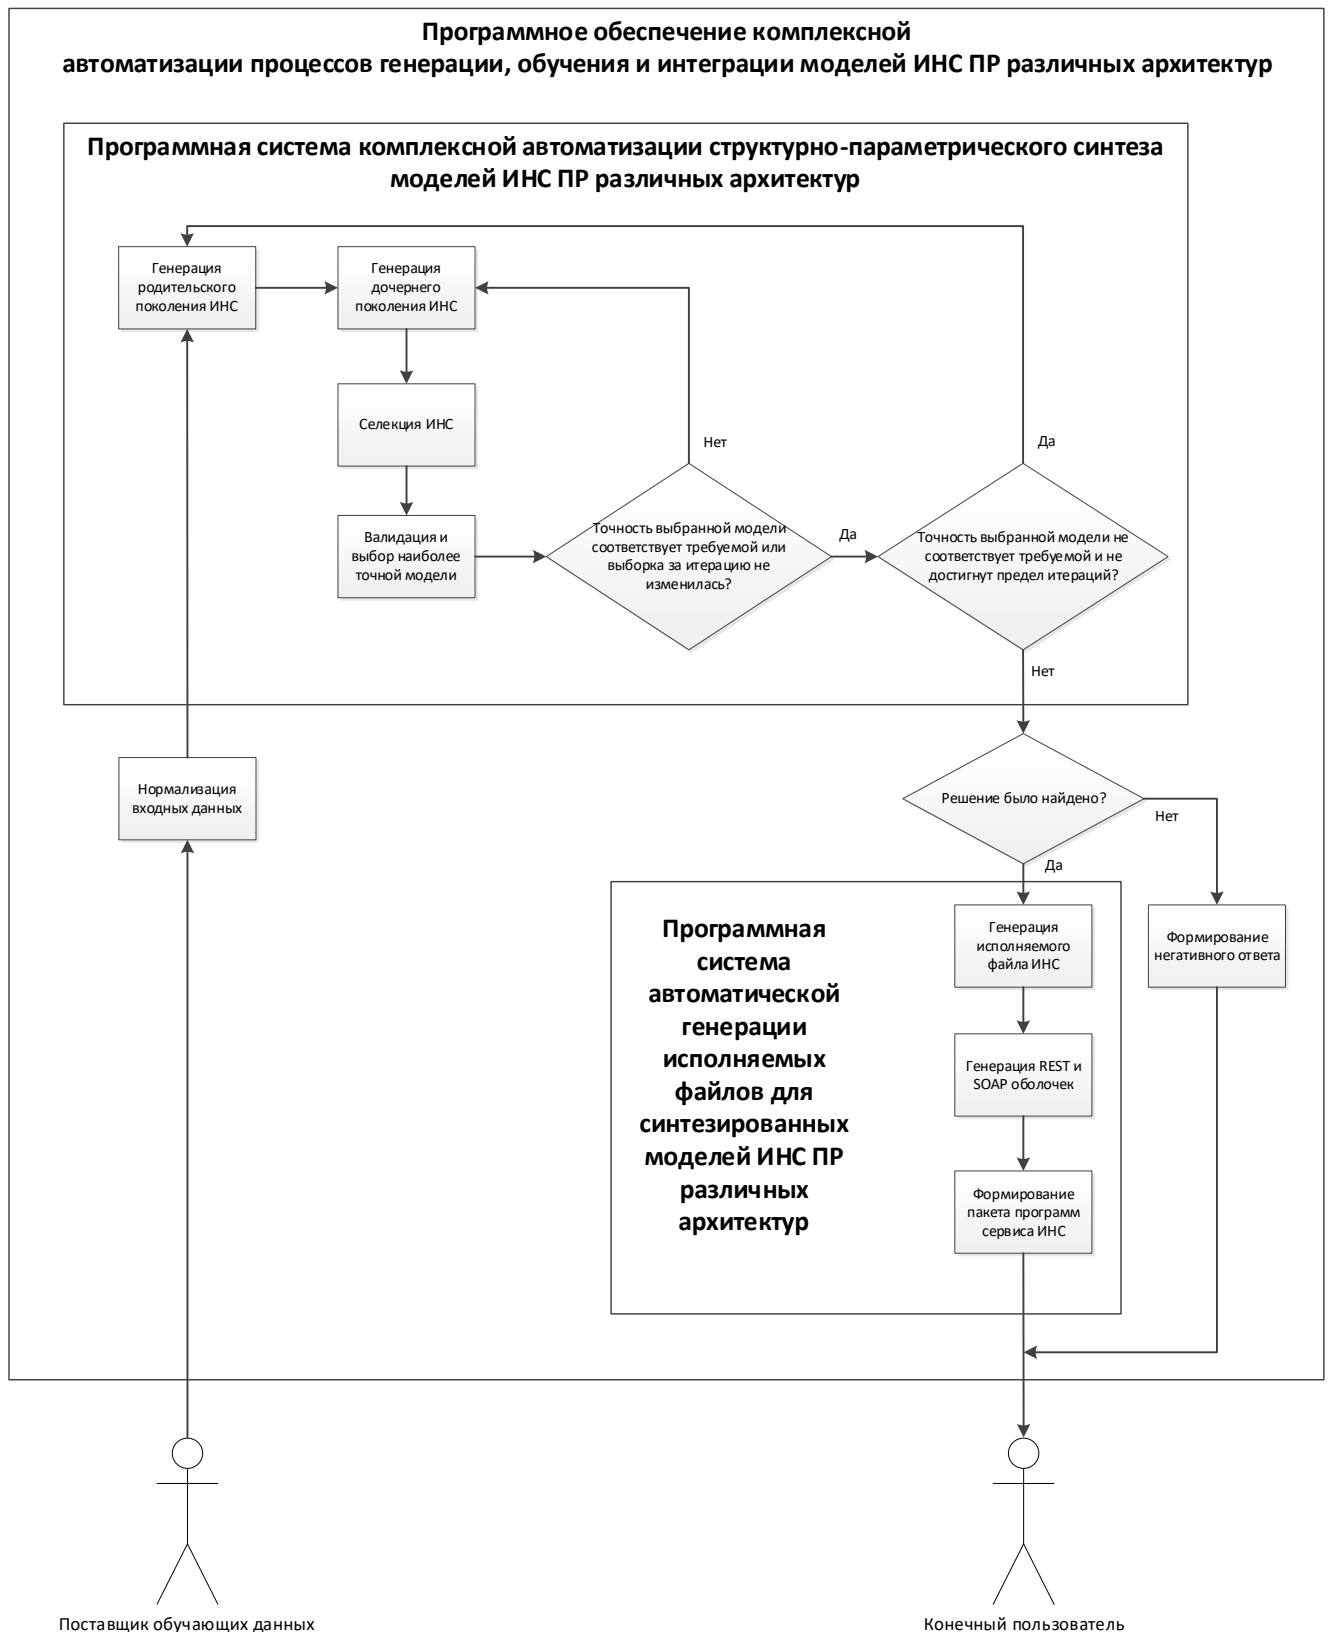 Программное обеспечение комплексной
автоматизации процессов генерации, обучения и интеграции моделей ИНС ПР различных архитектур
Программная система комплексной автоматизации структурно-параметрического синтеза
моделей ИНС ПР различных архитектур
Генерация
родительского
поколения ИНС
Генерация
дочернего
поколения ИНС
Селекция ИНС
Нет
Да
Валидация и
выбор наиболее
точной модели
Точность выбранной модели
соответствует требуемой или
выборка за итерацию не
изменилась?
Да
Точность выбранной модели не
соответствует требуемой и не
достигнут предел итераций?
Нет
Нормализация
входных данных
Решение было найдено?
Нет
Да
Программная
система
автоматической
генерации
исполняемых
файлов для
синтезированных
моделей ИНС ПР
различных
архитектур
Генерация
исполняемого
файла ИНС
Формирование
негативного ответа
Генерация REST и
SOAP оболочек
Формирование
пакета программ
сервиса ИНС
Поставщик обучающих данных
Конечный пользователь